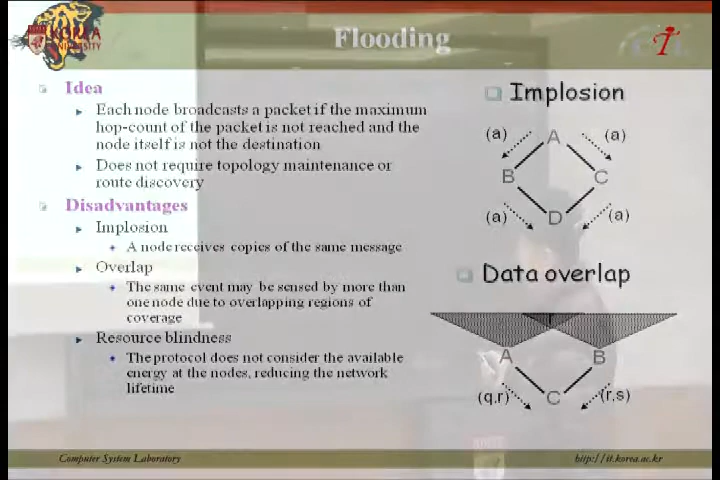 KOREA
UNIVERSITY
Flooding
Idea
Each node broadcasts a packet if the maximum
hop-count of the packet is not reached and the
node itself is not the destination
Does not require topology maintenance or
route discovery
Disadvantages
Implosion
A node receives copies of the same message
Overlap
The same event may be sensed by more than
one node due to overlapping regions of
coverage
Resource blindness
The protocol does not consider the available
energy at the nodes, reducing the network
lifetime
Implosion
(a) A (a)
B C
(a) D (a)
Data overlap
A B
(q,r) C (r,s)
Computer System Laboratory
http://it.korea.ac.kr